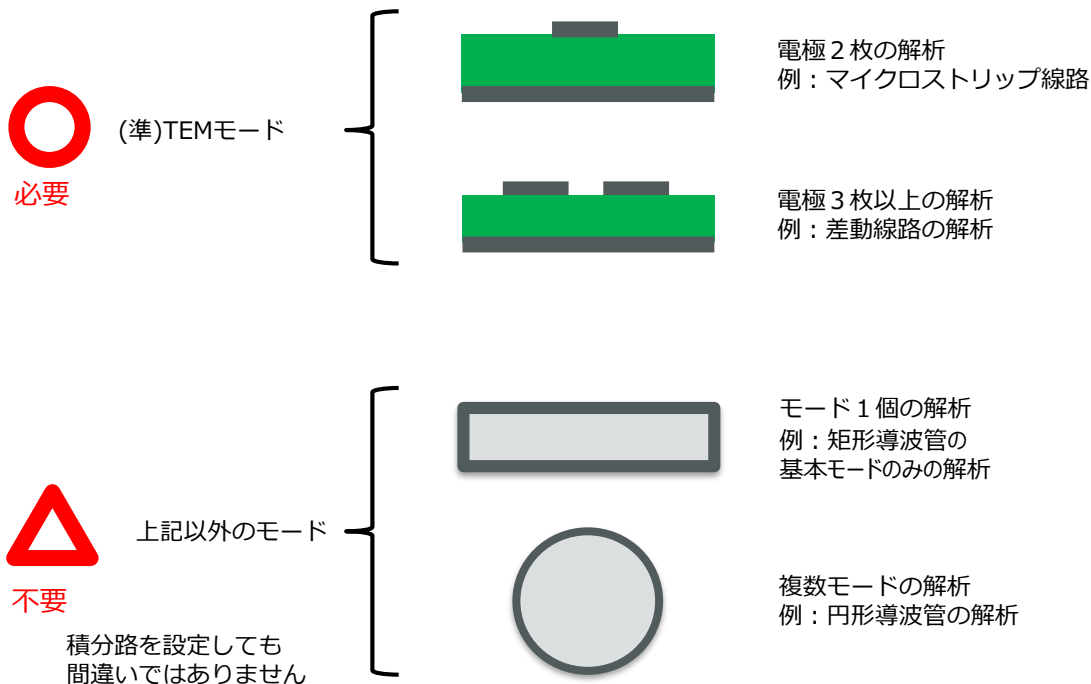 電極２枚の解析
例：マイクロストリップ線路
(準)TEMモード
必要
電極３枚以上の解析
例：差動線路の解析
モード１個の解析
例：矩形導波管の
基本モードのみの解析
上記以外のモード
不要
複数モードの解析
例：円形導波管の解析
積分路を設定しても
間違いではありません